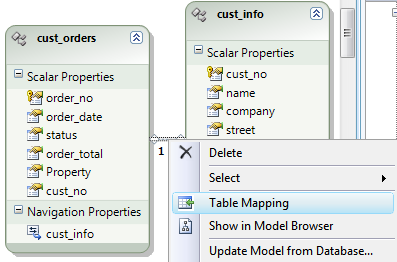 cust_orders
Scalar Properties
order_no
order_date
status
order_total
Property
cust_no
Navigation Properties
cust_info
cust_info
Scalar Properties
cust_no
name
company
street
1
Delete
Select
Table Mapping
Show in Model Browser
Update Model from Database...